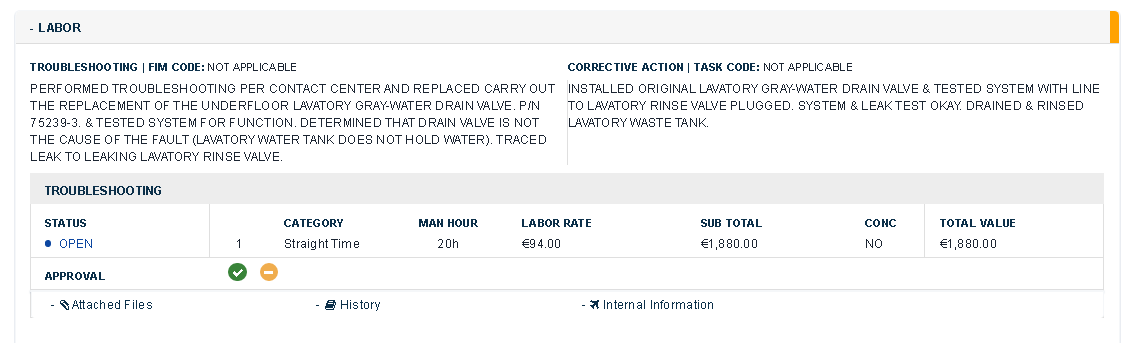 - LABOR
TROUBLESHOOTING | FIM CODE: NOT APPLICABLE
PERFORMED TROUBLESHOOTING PER CONTACT CENTER AND REPLACED CARRY OUT
THE REPLACEMENT OF THE UNDERFLOOR LAVATORY GRAY-WATER DRAIN VALVE. P/N
75239-3. & TESTED SYSTEM FOR FUNCTION. DETERMINED THAT DRAIN VALVE IS NOT
THE CAUSE OF THE FAULT (LAVATORY WATER TANK DOES NOT HOLD WATER). TRACED
LEAK TO LEAKING LAVATORY RINSE VALVE.
CORRECTIVE ACTION | TASK CODE: NOT APPLICABLE
INSTALLED ORIGINAL LAVATORY GRAY-WATER DRAIN VALVE & TESTED SYSTEM WITH LINE
TO LAVATORY RINSE VALVE PLUGGED. SYSTEM & LEAK TEST OKAY. DRAINED & RINSED
LAVATORY WASTE TANK.
TROUBLESHOOTING
STATUS CATEGORY MAN HOUR LABOR RATE SUB TOTAL CONC TOTAL VALUE
OPEN 1 Straight Time 20h €94.00 €1,880.00 NO €1,880.00
APPROVAL
- Attached Files - History - Internal Information